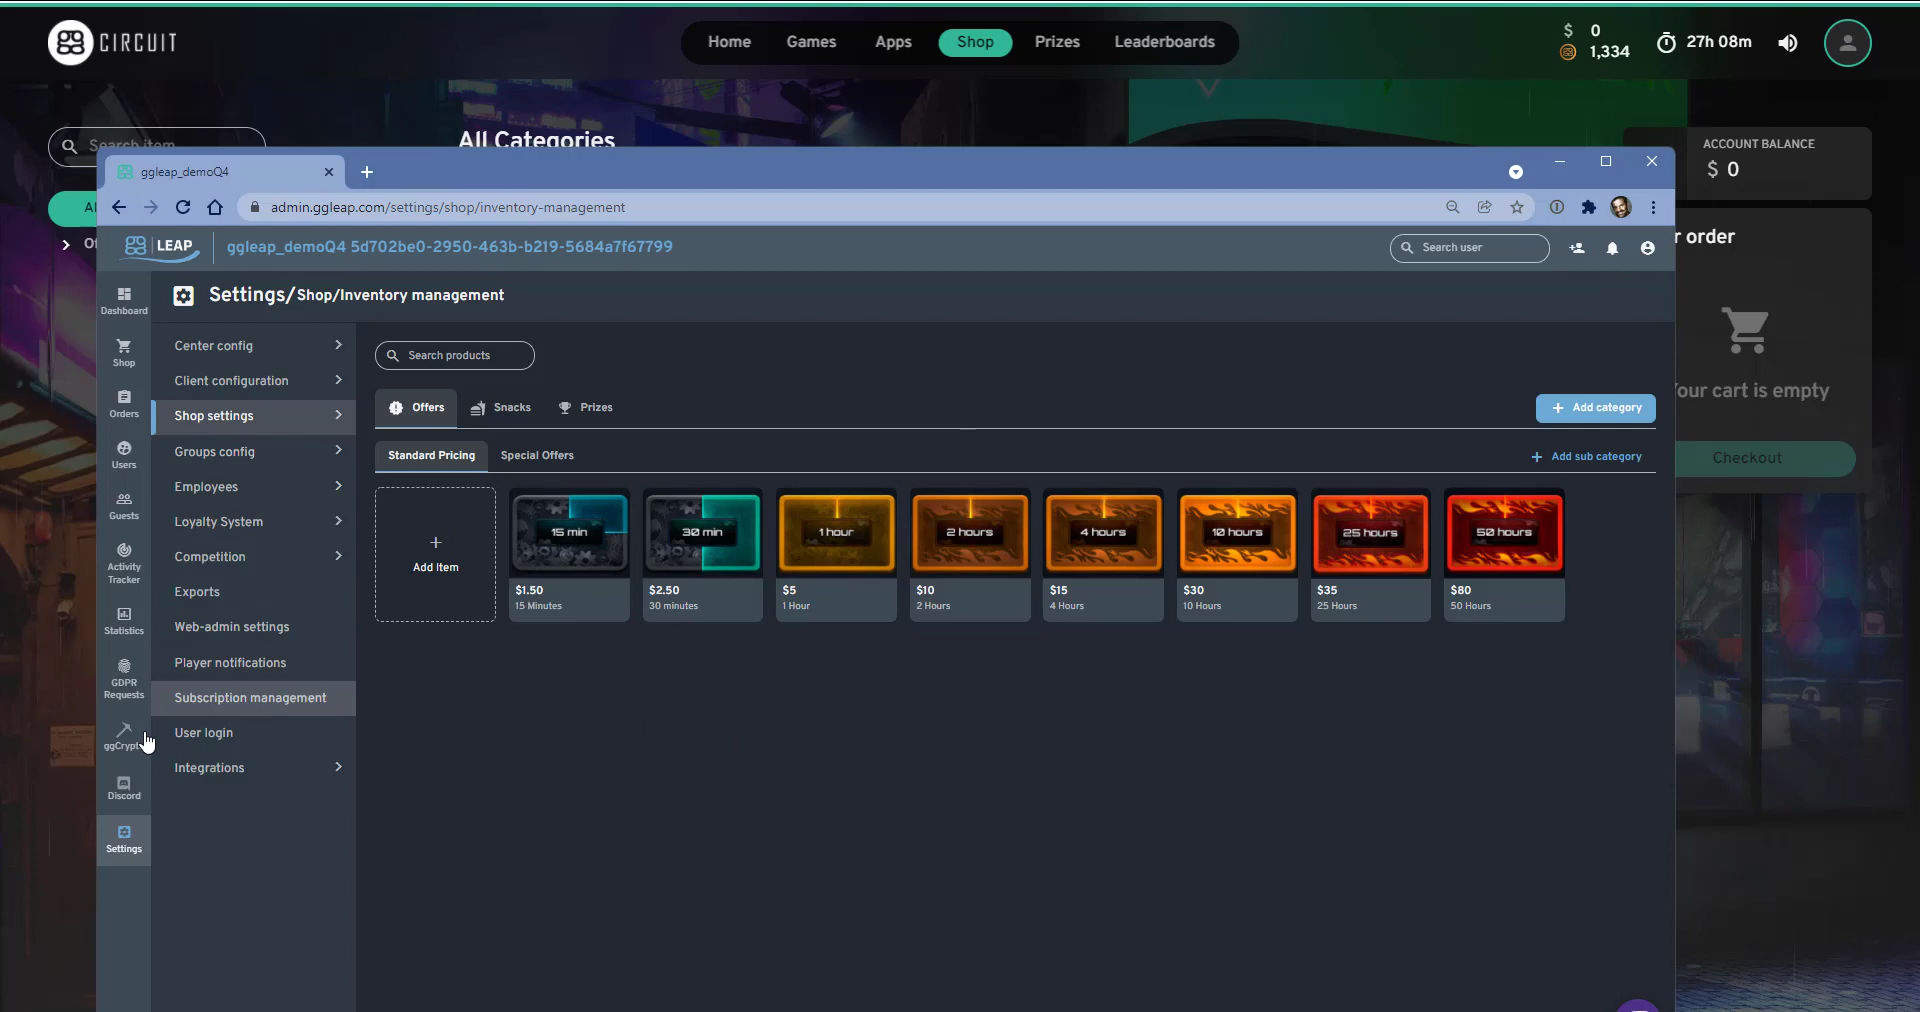 CIRCUIT
Home Games Apps Shop Prizes Leaderboards
$ 0
1,334
27h 08m
Search item
All Categories
ACCOUNT BALANCE
$ 0
ggleap_demoQ4
admin.ggleap.com/settings/shop/inventory-management
LEAP
ggleap_demoQ4 5d702be0-2950-463b-b219-5684a7f67799
Search user
r order
Settings/Shop/Inventory management
Dashboard
Shop
Orders
Users
Guests
Activity
Tracker
Statistics
GDPR
Requests
ggCrypt
Discord
Settings
Center config
Client configuration
Shop settings
Groups config
Employees
Loyalty System
Competition
Exports
Web-admin settings
Player notifications
Subscription management
User login
Integrations
Search products
Offers Snacks Prizes
Add category
Standard Pricing Special Offers
Add sub category
Add Item
15 min
$1.50
15 Minutes
30 min
$2.50
30 minutes
1 hour
$5
1 Hour
2 hours
$10
2 Hours
4 hours
$15
4 Hours
10 hours
$30
10 Hours
25 hours
$35
25 Hours
50 hours
$80
50 Hours
our cart is empty
Checkout